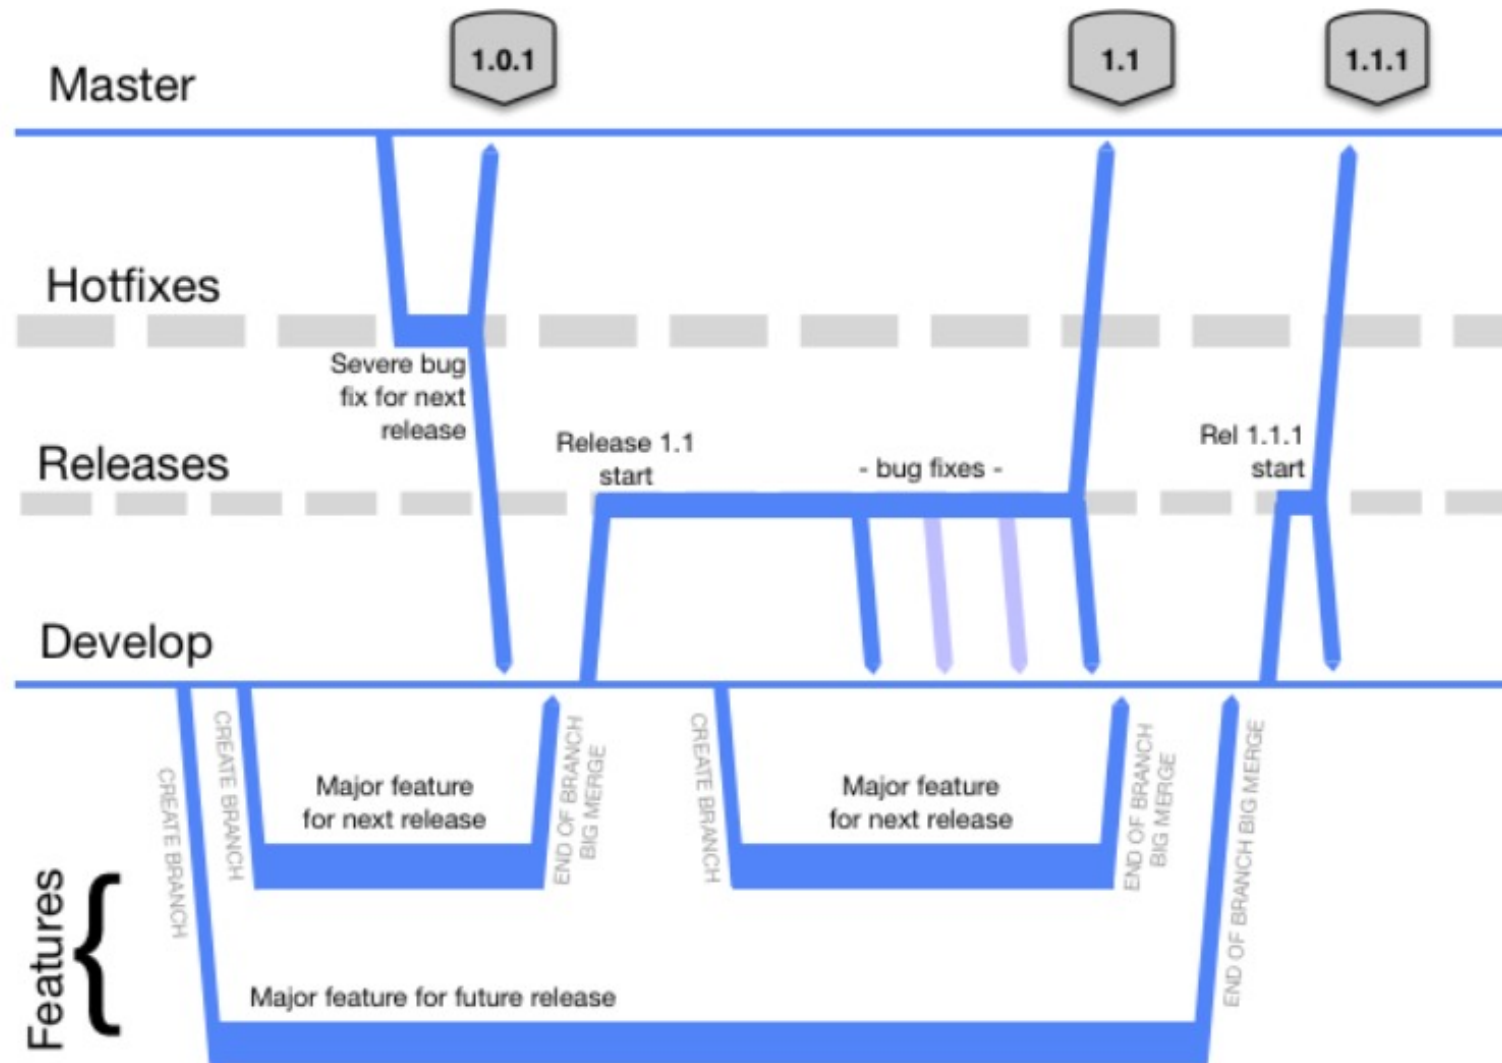 1.0.1
1.1
1.1.1
Master
Hotfixes
Severe bug
fix for next
release
Releases
Release 1.1
start
- bug fixes -
Rel 1.1.1
start
Develop
CREATE BRANCH
CREATE BRANCH
Major feature
for next release
END OF BRANCH
BIG MERGE
CREATE BRANCH
Major feature
for next release
END OF BRANCH
BIG MERGE
END OF BRANCH BIG MERGE
Features
{
Major feature for future release